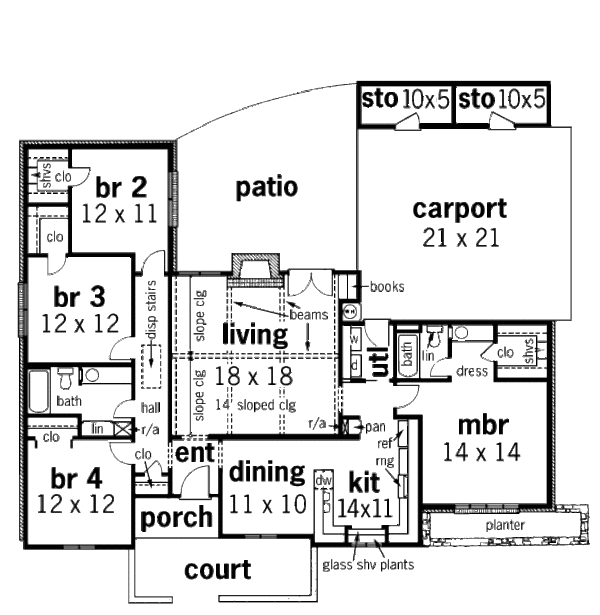 sto 10x5 sto 10x5
shvs
clo
br 2
12 x 11
patio
carport
21 x 21
clo
br 3
12 x 12
disp stairs
slope clg
beams
living
18 x 18
14 sloped clg
slope clg
books
w
d
util
bath
lin
dress
clo
shvs
bath
hall
lin
r/a
clo
clo
br 4
12 x 12
ent
r/a
pan
ref
rng
mbr
14 x 14
dining
11 x 10
dw
kit
14x11
porch
court
planter
glass shv plants